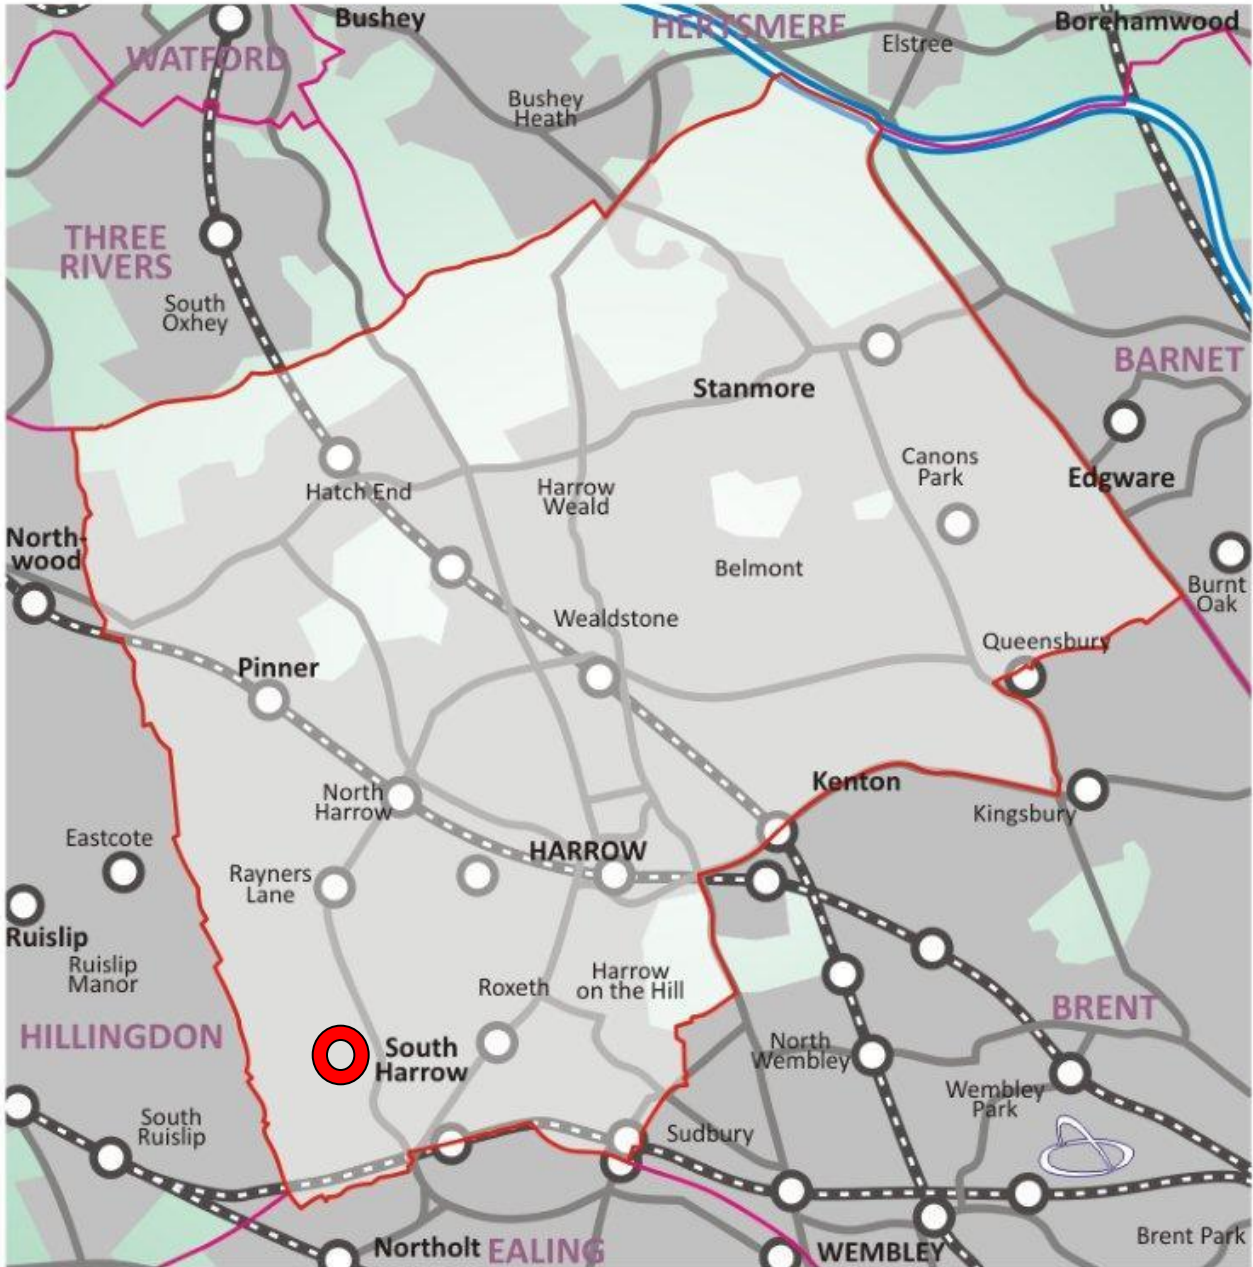 Bushey
HERTSMERE
Borehamwood
WATFORD
Elstree
Bushey
Heath
THREE
RIVERS
South
Oxhey
BARNET
Stanmore
Canons
Park
Edgware
Hatch End
Harrow
Weald
North-
wood
Belmont
Burnt
Oak
Wealdstone
Queensbury
Pinner
Kenton
North
Harrow
Kingsbury
Eastcote
HARROW
Rayners
Lane
Ruislip
Ruislip
Manor
Roxeth
Harrow
on the Hill
BRENT
HILLINGDON
South
Harrow
North
Wembley
Wembley
Park
South
Ruislip
Sudbury
Northolt
EALING
WEMBLEY
Brent Park